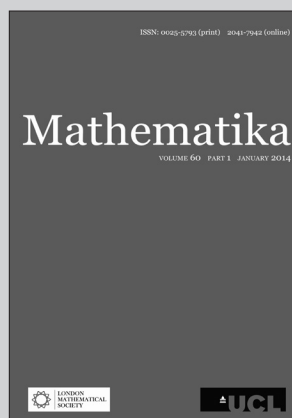 ISSN: 0025-5793 (print) 2041-7942 (online)
Mathematika
VOLUME 60 PART 1 JANUARY 2014
LONDON
MATHEMATICAL
SOCIETY
UCL